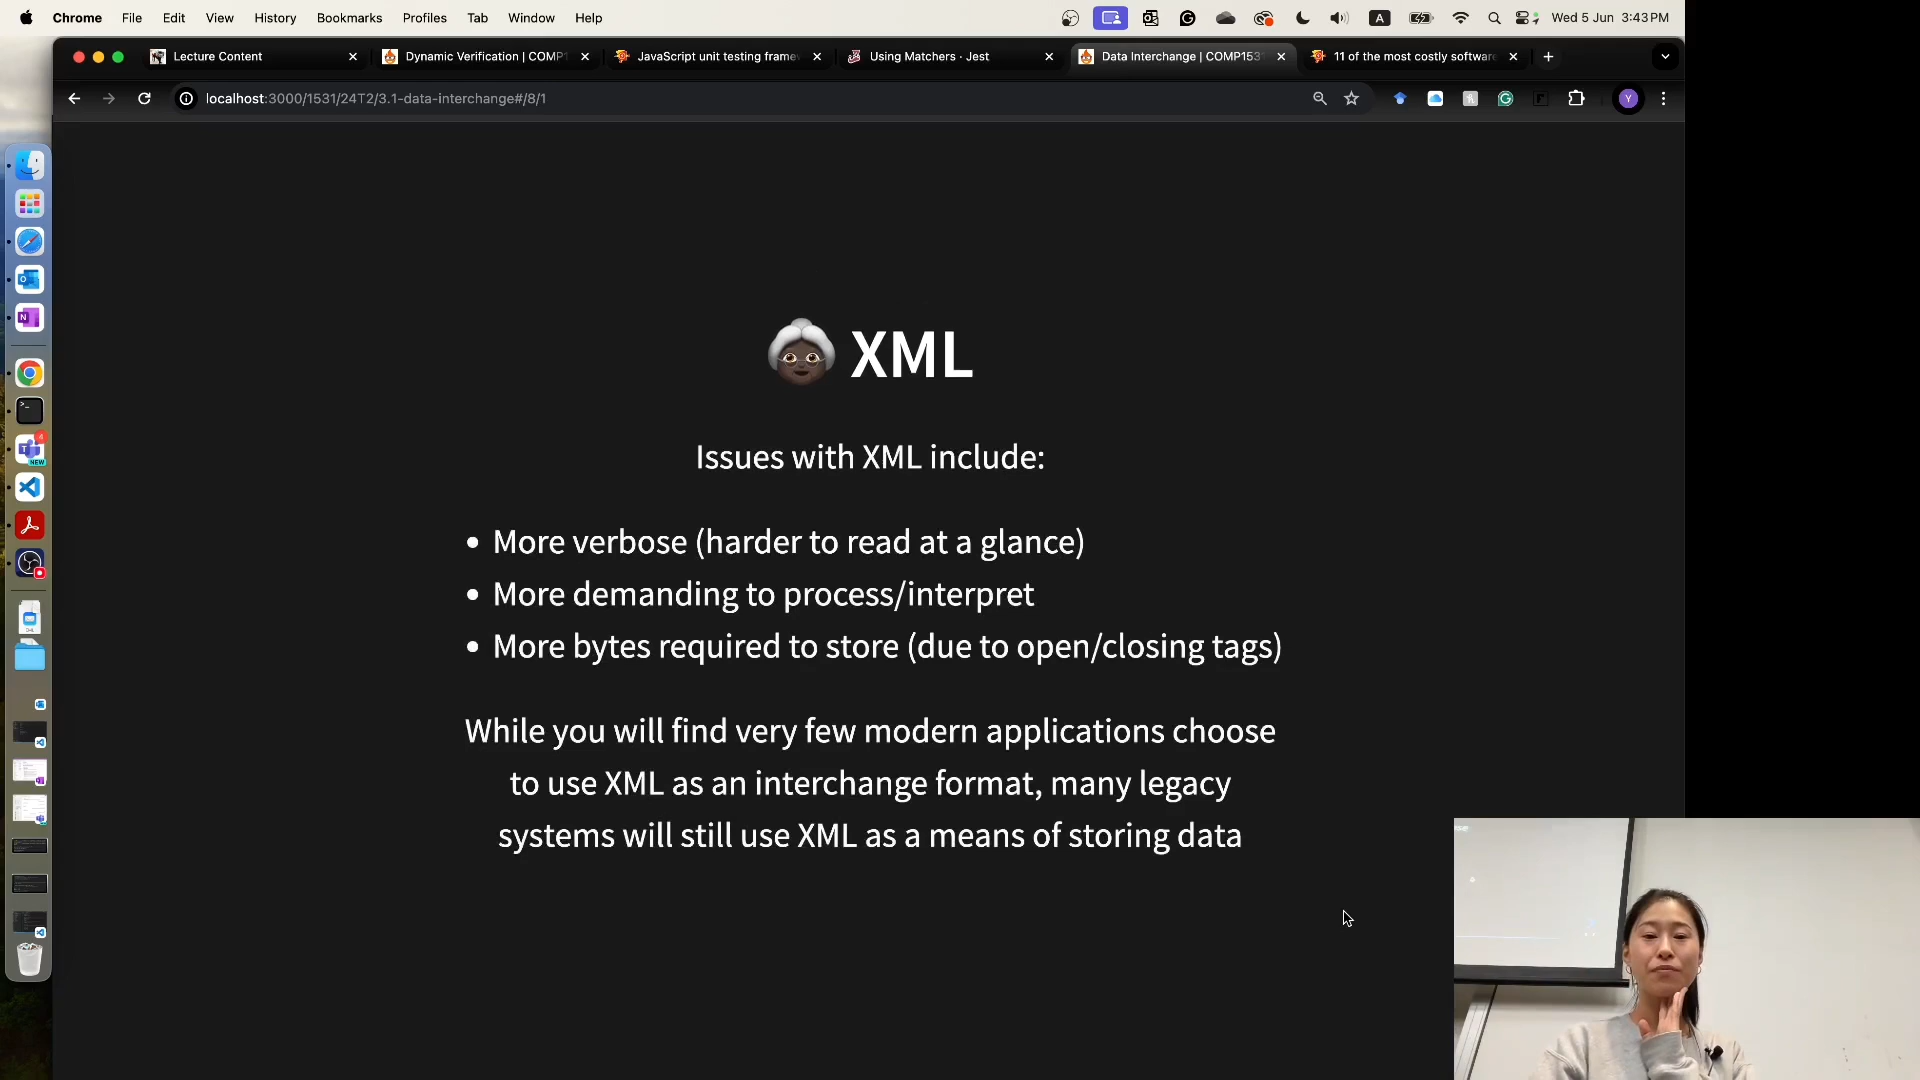 Chrome File Edit View History Bookmarks Profiles Tab Window Help
A
Wed 5 Jun 3:43 PM
Lecture Content
Dynamic Verification | COMP1
JavaScript unit testing frame
Using Matchers · Jest
Data Interchange | COMP153
11 of the most costly software
localhost:3000/1531/24T2/3.1-data-interchange#/8/1
Y
XML
Issues with XML include:
• More verbose (harder to read at a glance)
• More demanding to process/interpret
• More bytes required to store (due to open/closing tags)
While you will find very few modern applications choose
to use XML as an interchange format, many legacy
systems will still use XML as a means of storing data
NEW